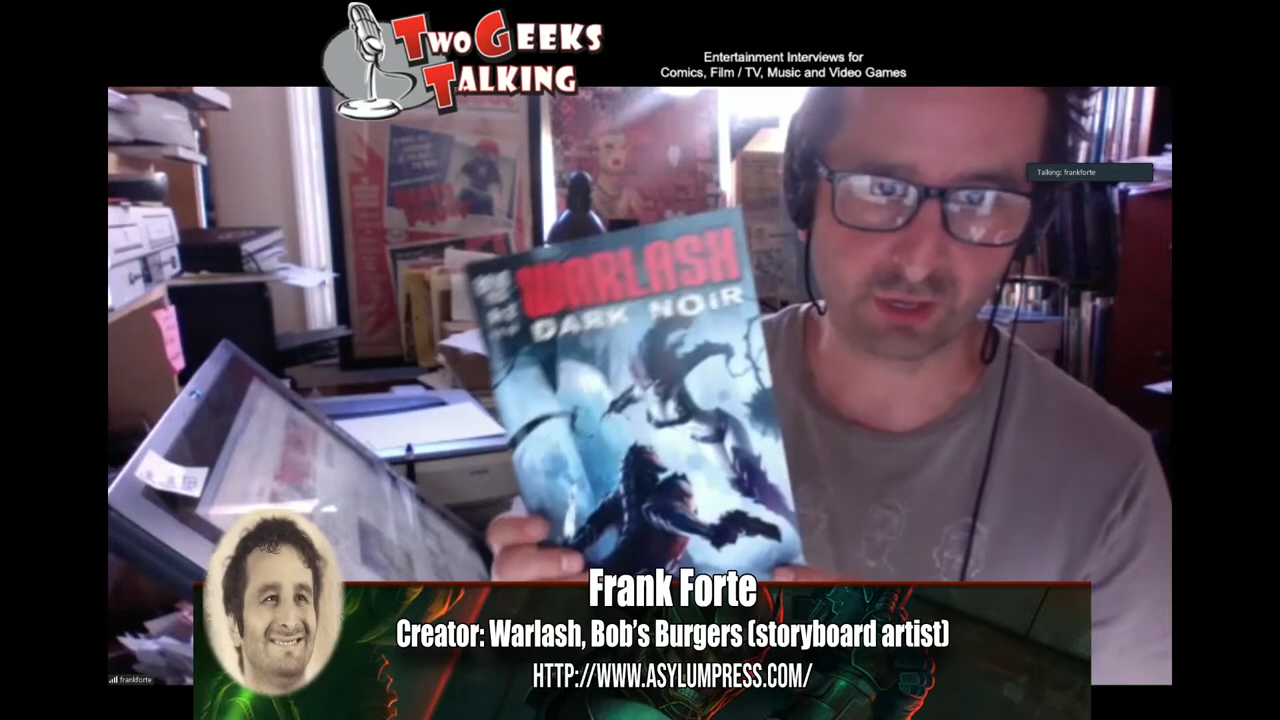 Two Geeks
Talking
Entertainment Interviews for
Comics, Film / TV, Music and Video Games
Talking: frankforte
WARLASH
DARK NOIR
Frank Forte
Creator: Warlash, Bob's Burgers (storyboard artist)
HTTP://WWW.ASYLUMPRESS.COM/
frankforte